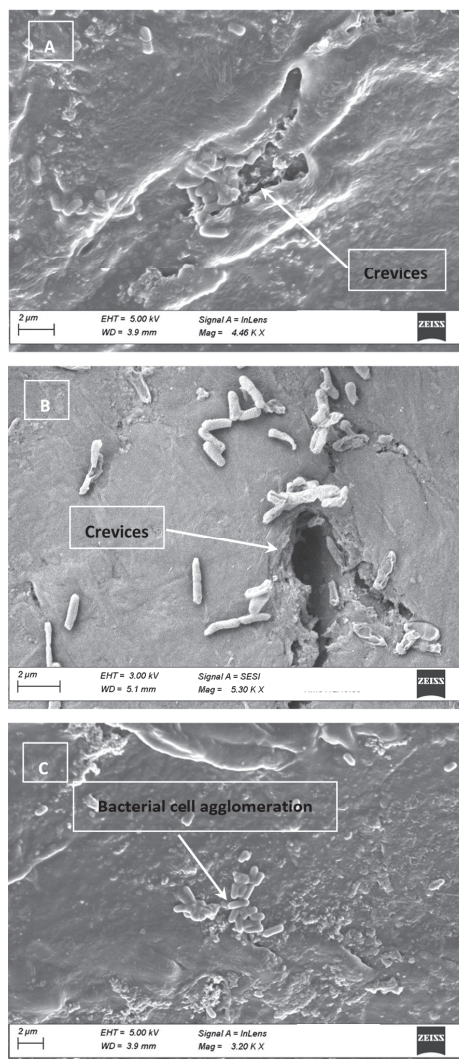 A
Crevices
2 µm
EHT = 5.00 kV
Signal A = InLens
WD = 3.9 mm
Mag = 4.46 K X
ZEISS
B
Crevices
2 µm
EHT = 3.00 kV
Signal A = SESI
WD = 5.1 mm
Mag = 5.30 K X
ZEISS
C
Bacterial cell agglomeration
2 µm
EHT = 5.00 kV
Signal A = InLens
WD = 3.9 mm
Mag = 3.20 K X
ZEISS